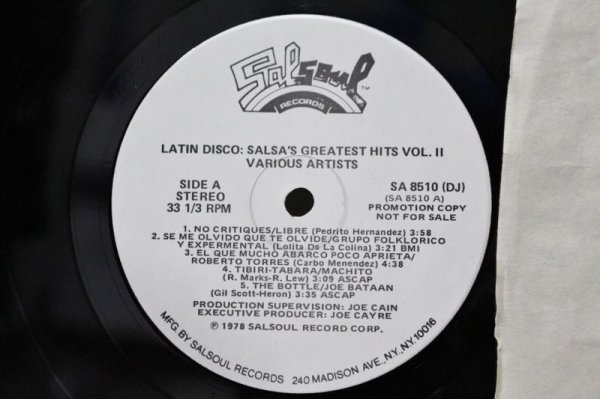 Salsoul
TM
RECORDS
LATIN DISCO: SALSA'S GREATEST HITS VOL. II
VARIOUS ARTISTS
SIDE A
STEREO
33 1/3 RPM
SA 8510 (DJ)
(SA 8510 A)
PROMOTION COPY
NOT FOR SALE
1. NO CRITIQUES/LIBRE (Pedrito Hernandez) 3:58
2. SE ME OLVIDO QUE TE OLVIDE/GRUPO FOLKLORICO
Y EXPERMENTAL (Lolita De La Colina) 3:21 BMI
3. EL QUE MUCHO ABARCO POCO APRIETA/
ROBERTO TORRES (Carbo Menendez) 4:38
4. TIBIRI-TABARA/MACHITO
(R. Marks-R. Lew) 3:09 ASCAP
5. THE BOTTLE/JOE BATAAN
(Gil Scott-Heron) 3:35 ASCAP
PRODUCTION SUPERVISION: JOE CAIN
EXECUTIVE PRODUCER: JOE CAYRE
℗ 1978 SALSOUL RECORD CORP.
MFG. BY SALSOUL RECORDS 240 MADISON AVE., NY., NY. 10016